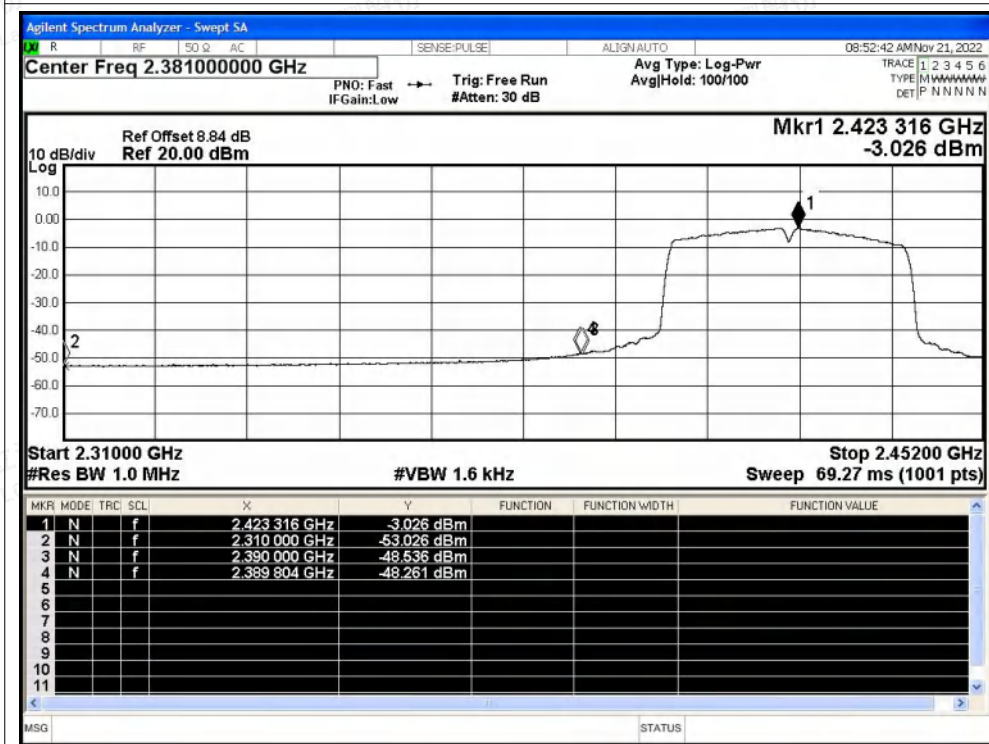 Agilent Spectrum Analyzer - Swept SA
LXI R RF 50 Ω AC SENSE:PULSE ALIGN AUTO 08:52:42 AM Nov 21, 2022
Center Freq 2.381000000 GHz
PNO: Fast
IFGain:Low
Trig: Free Run
#Atten: 30 dB
Avg Type: Log-Pwr
Avg|Hold: 100/100
TRACE 1 2 3 4 5 6
TYPE M WWWWW
DET P N N N N N
Mkr1 2.423 316 GHz
-3.026 dBm
Ref Offset 8.84 dB
10 dB/div Ref 20.00 dBm
Log
10.0
0.00
-10.0
-20.0
-30.0
-40.0
-50.0
-60.0
-70.0
1
2
Start 2.31000 GHz Stop 2.45200 GHz
#Res BW 1.0 MHz #VBW 1.6 kHz Sweep 69.27 ms (1001 pts)
MKR MODE TRC SCL X Y FUNCTION FUNCTION WIDTH FUNCTION VALUE
1 N f 2.423 316 GHz -3.026 dBm
2 N f 2.310 000 GHz -53.026 dBm
3 N f 2.390 000 GHz -48.536 dBm
4 N f 2.389 804 GHz -48.261 dBm
5
6
7
8
9
10
11
MSG STATUS